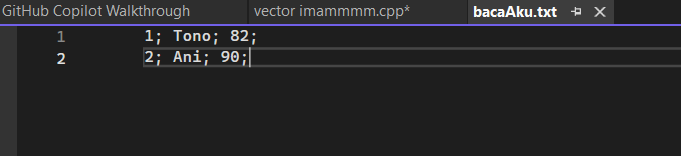 GitHub Copilot Walkthrough vector imammmm.cpp* bacaAku.txt
1 1; Tono; 82;
2 2; Ani; 90;